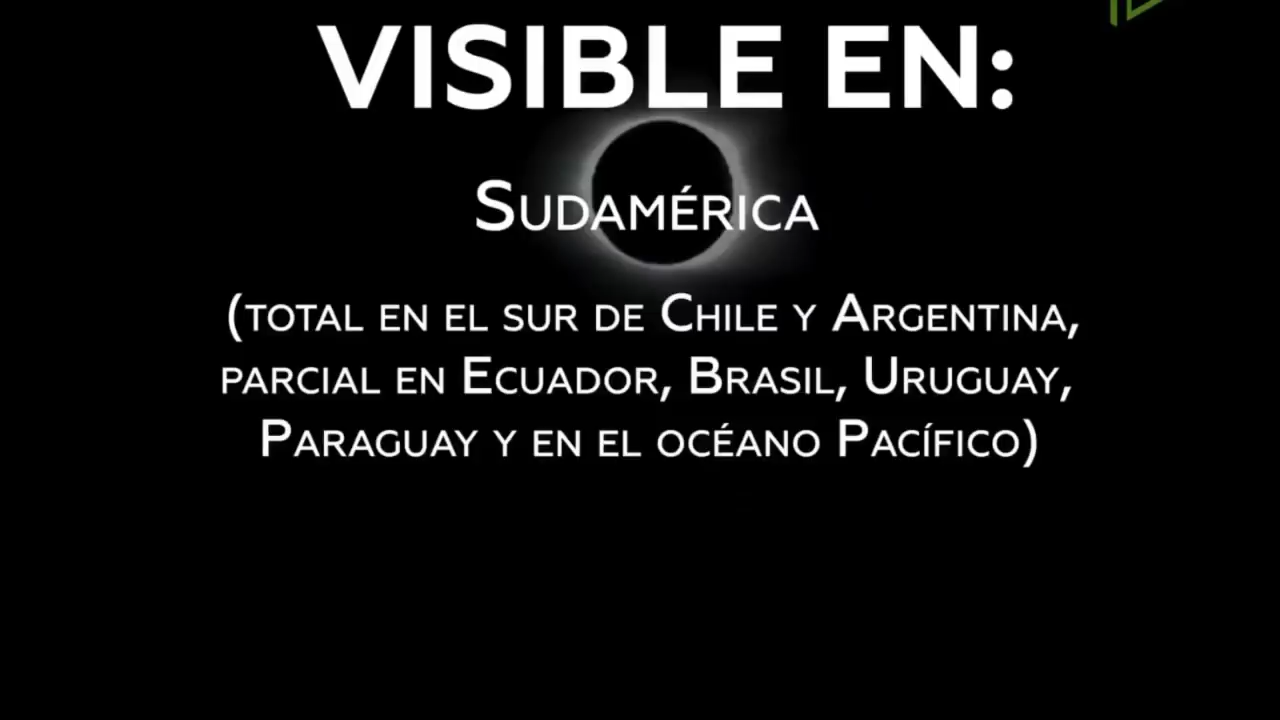 VISIBLE EN:
Sudamérica
(total en el sur de Chile y Argentina,
parcial en Ecuador, Brasil, Uruguay,
Paraguay y en el océano Pacífico)